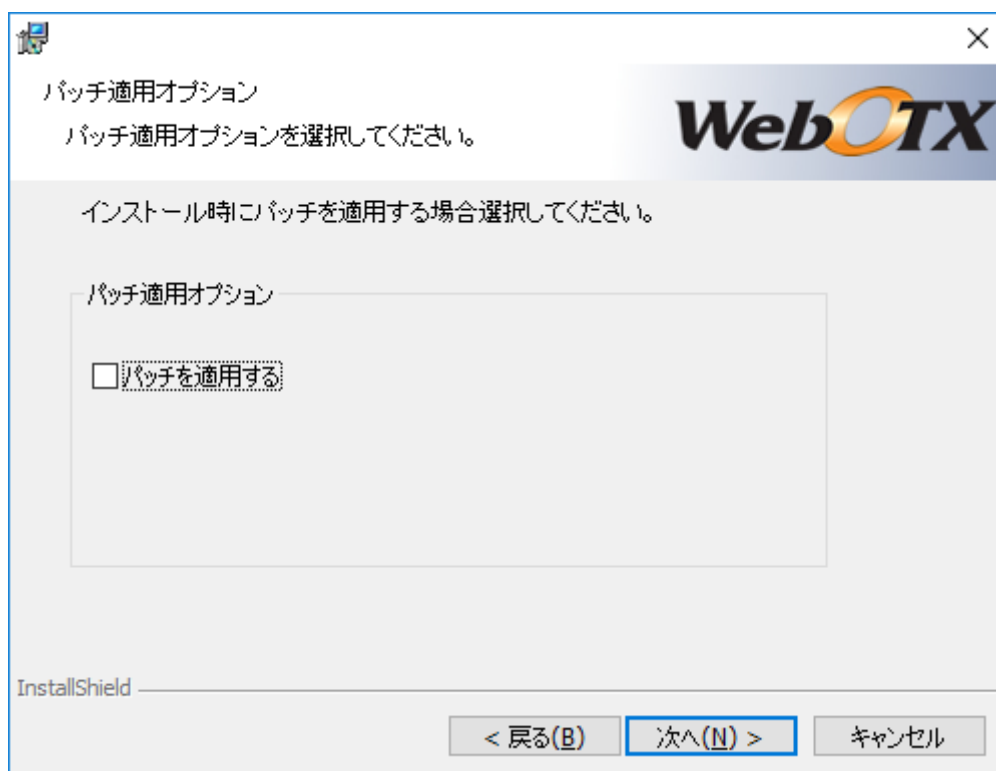 パッチ適用オプション
パッチ適用オプションを選択してください。
WebOTX
インストール時にパッチを適用する場合選択してください。
パッチ適用オプション
パッチを適用する
InstallShield
< 戻る(B)
次へ(N) >
キャンセル